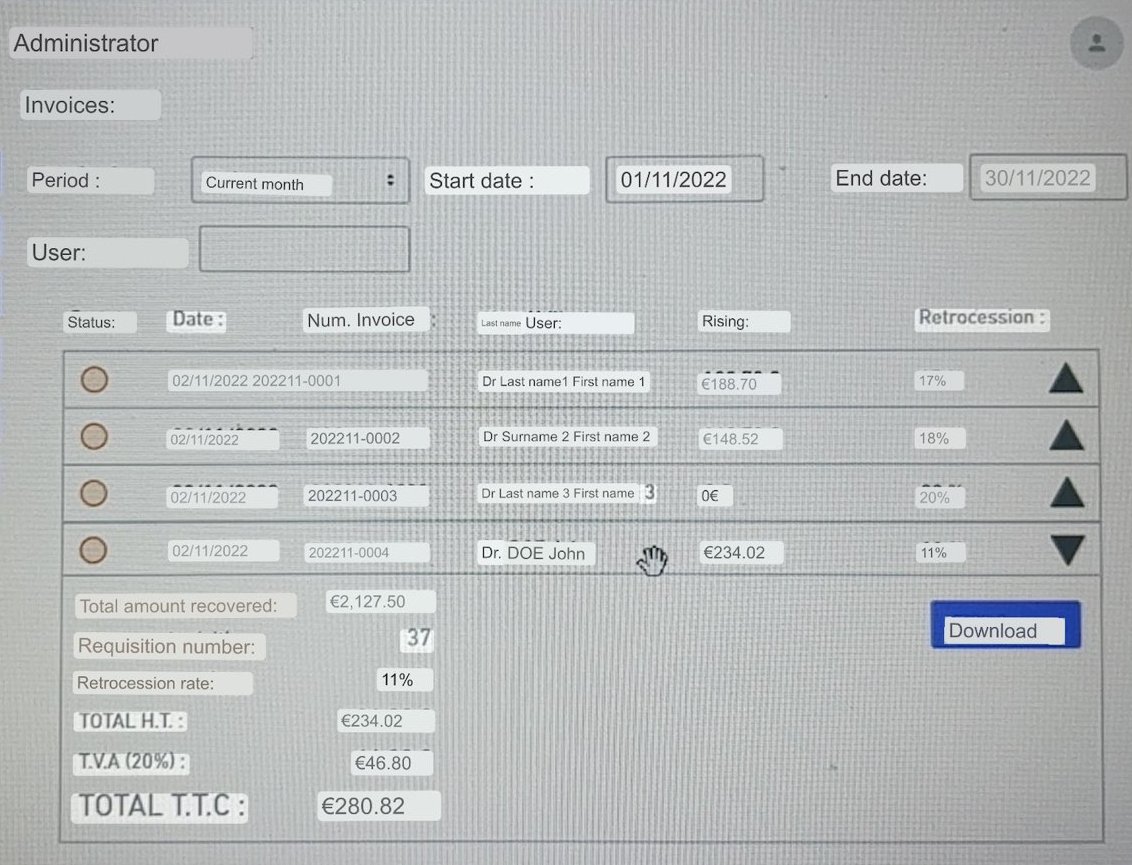 Administrator
Invoices:
Period : Current month Start date : 01/11/2022 End date: 30/11/2022
User:
Status: Date : Num. Invoice : Last name User: Rising: Retrocession :
02/11/2022 202211-0001 Dr Last name1 First name 1 €188.70 17%
02/11/2022 202211-0002 Dr Surname 2 First name 2 €148.52 18%
02/11/2022 202211-0003 Dr Last name 3 First name 3 0€ 20%
02/11/2022 202211-0004 Dr. DOE John €234.02 11%
Total amount recovered: €2,127.50
Requisition number: 37
Download
Retrocession rate: 11%
TOTAL H.T. : €234.02
T.V.A (20%) : €46.80
TOTAL T.T.C : €280.82